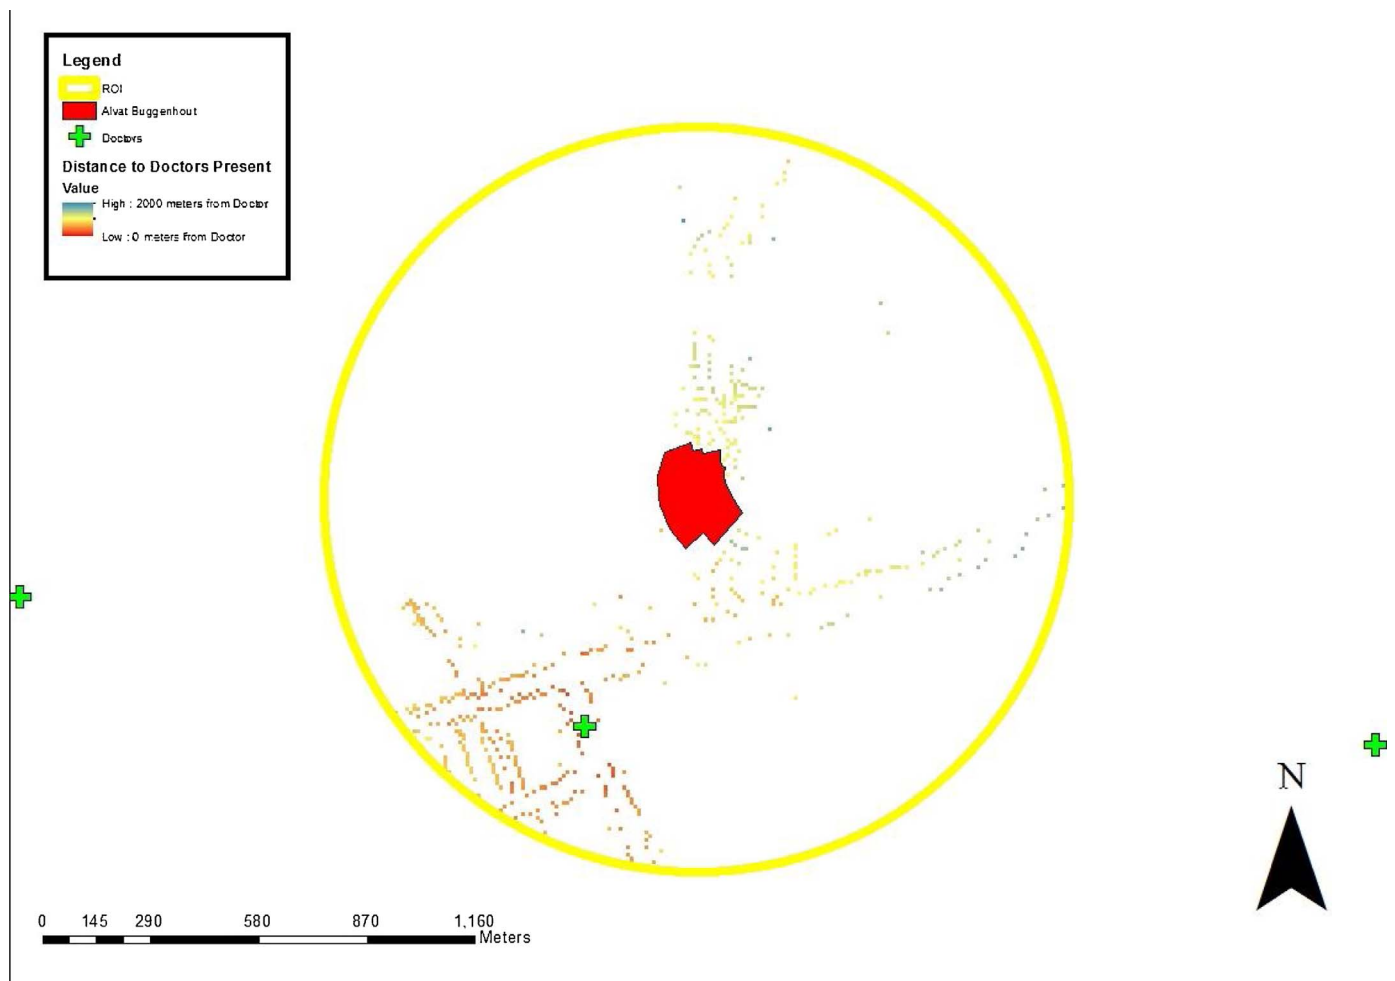 Legend
ROI
Alvat Buggenhout
Doctors
Distance to Doctors Present
Value
High : 2000 meters from Doctor
Low : 0 meters from Doctor
N
0 145 290 580 870 1,160
Meters